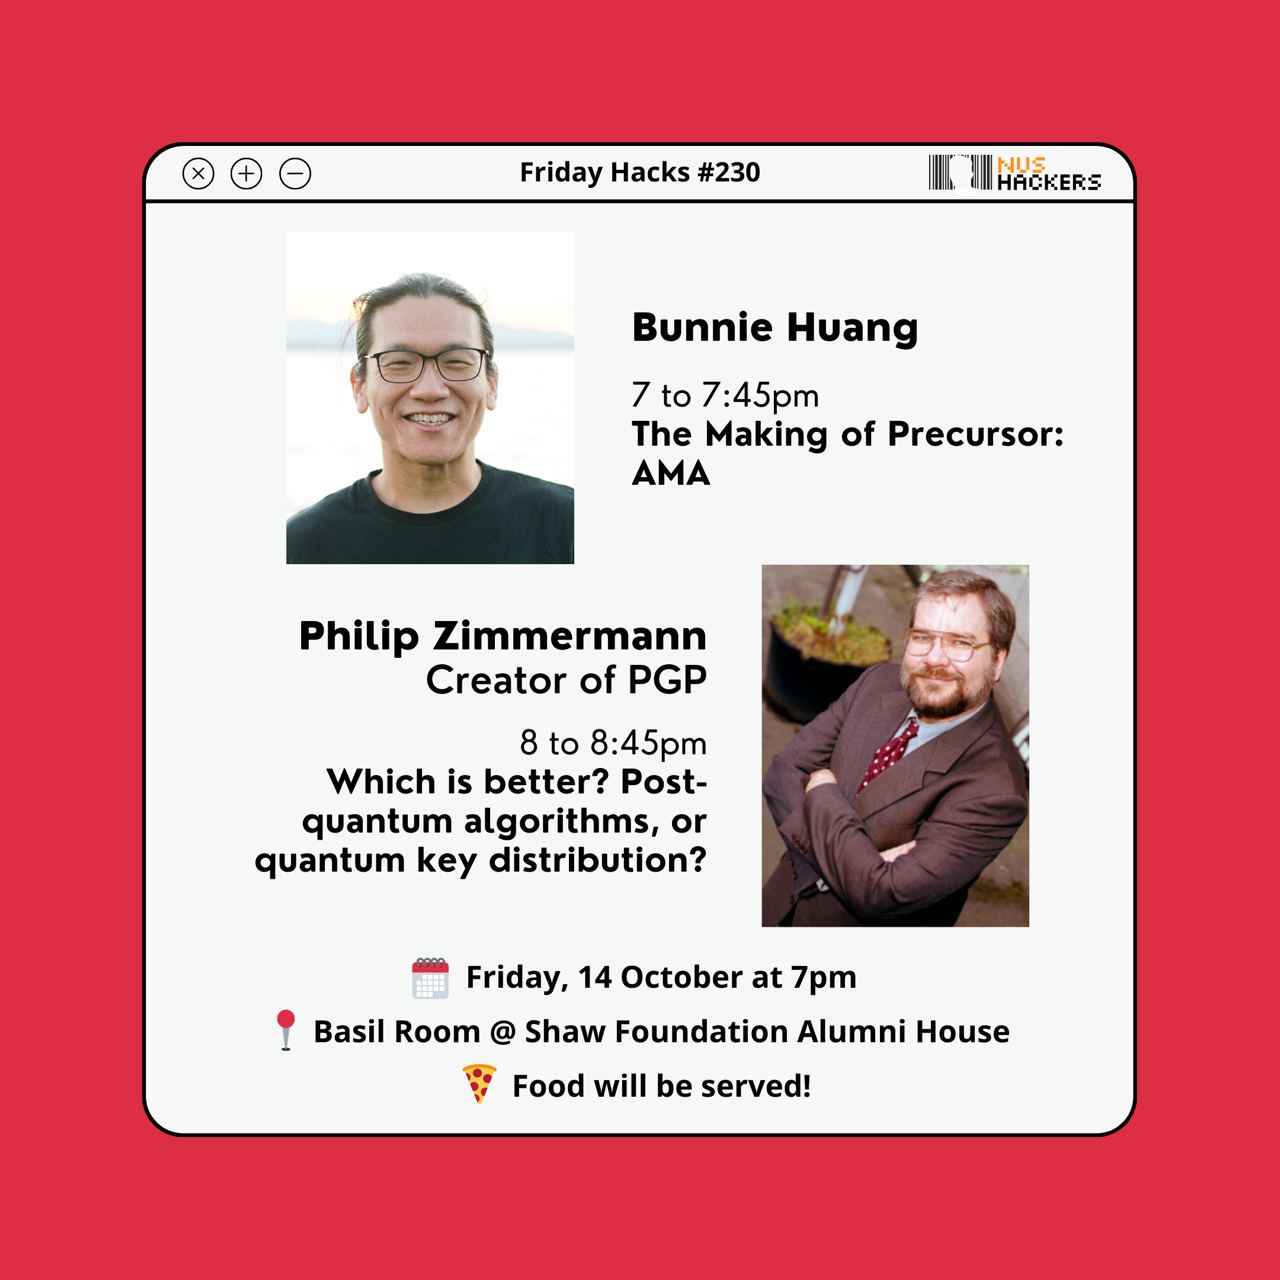 Friday Hacks #230
NUS
HACKERS
Bunnie Huang
7 to 7:45pm
The Making of Precursor:
AMA
Philip Zimmermann
Creator of PGP
8 to 8:45pm
Which is better? Post-
quantum algorithms, or
quantum key distribution?
Friday, 14 October at 7pm
Basil Room @ Shaw Foundation Alumni House
Food will be served!